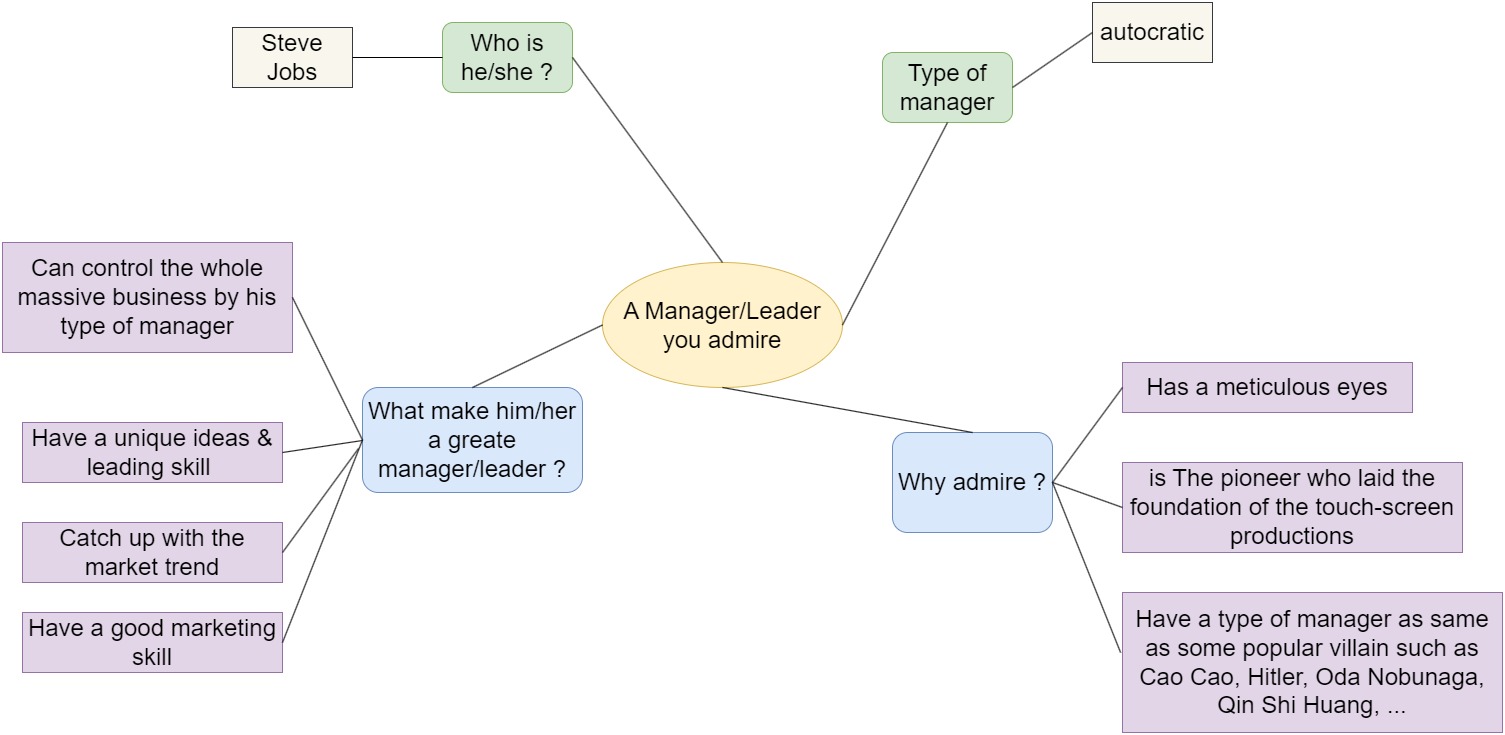 Steve
Jobs
Who is
he/she ?
Type of
manager
autocratic
A Manager/Leader
you admire
Can control the whole
massive business by his
type of manager
Have a unique ideas &
leading skill
Catch up with the
market trend
Have a good marketing
skill
What make him/her
a greate
manager/leader ?
Why admire ?
Has a meticulous eyes
is The pioneer who laid the
foundation of the touch-screen
productions
Have a type of manager as same
as some popular villain such as
Cao Cao, Hitler, Oda Nobunaga,
Qin Shi Huang, ...